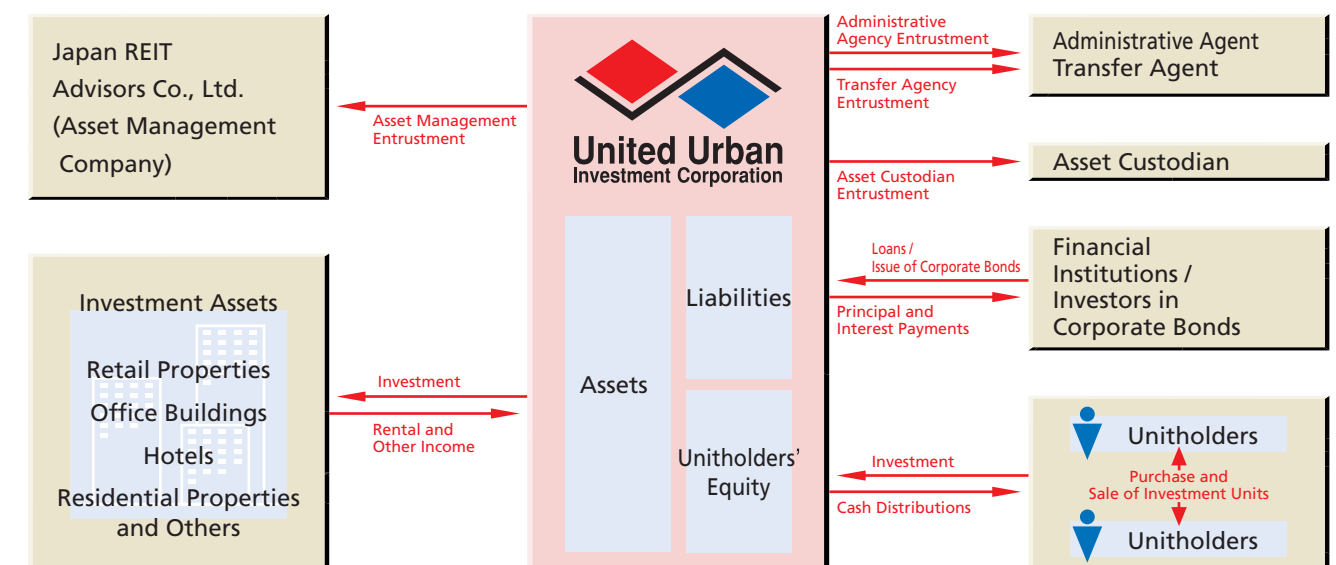 Japan REIT
Advisors Co., Ltd.
(Asset Management
Company)
Asset Management
Entrustment
Investment Assets
Retail Properties
Office Buildings
Hotels
Residential Properties
and Others
Investment
Rental and
Other Income
United Urban
Investment Corporation
Assets
Liabilities
Unitholders'
Equity
Administrative
Agency Entrustment
Transfer Agency
Entrustment
Administrative Agent
Transfer Agent
Asset Custodian
Entrustment
Asset Custodian
Loans /
Issue of Corporate Bonds
Principal and
Interest Payments
Financial
Institutions /
Investors in
Corporate Bonds
Investment
Cash Distributions
Unitholders
Purchase and
Sale of Investment Units
Unitholders